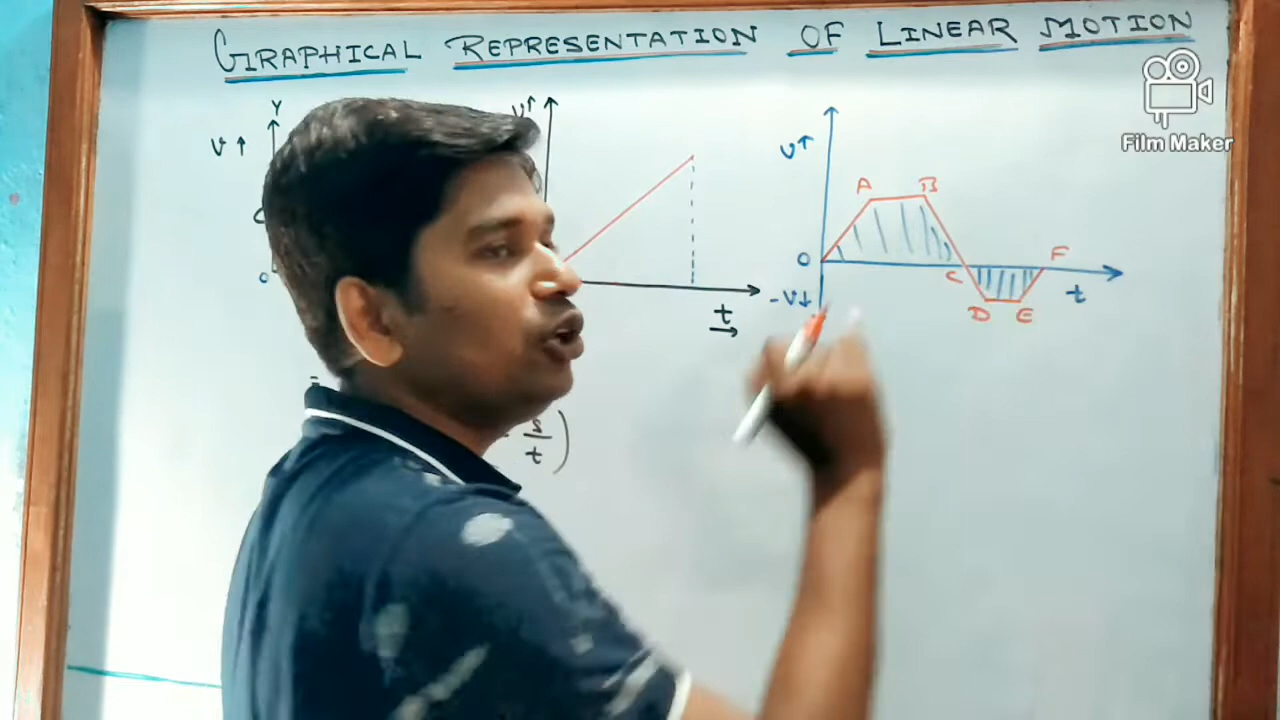 GRAPHICAL REPRESENTATION OF LINEAR MOTION
Film Maker
Y
V ↑
o
V↑
t
s/t)
V↑
A
B
O
C
F
-V↓
t
D
E